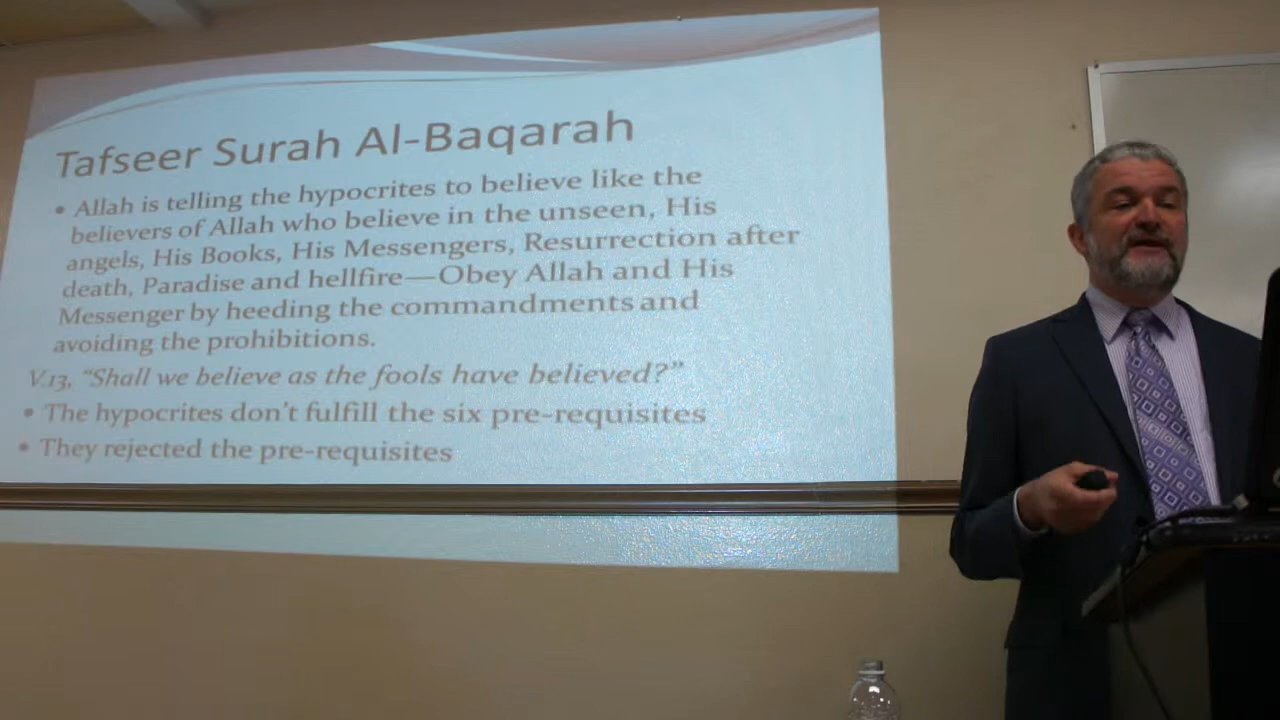 Tafseer Surah Al-Baqarah
• Allah is telling the hypocrites to believe like the
believers of Allah who believe in the unseen, His
angels, His Books, His Messengers, Resurrection after
death, Paradise and hellfire—Obey Allah and His
Messenger by heeding the commandments and
avoiding the prohibitions.
V.13, “Shall we believe as the fools have believed?”
• The hypocrites don’t fulfill the six pre-requisites
• They rejected the pre-requisites